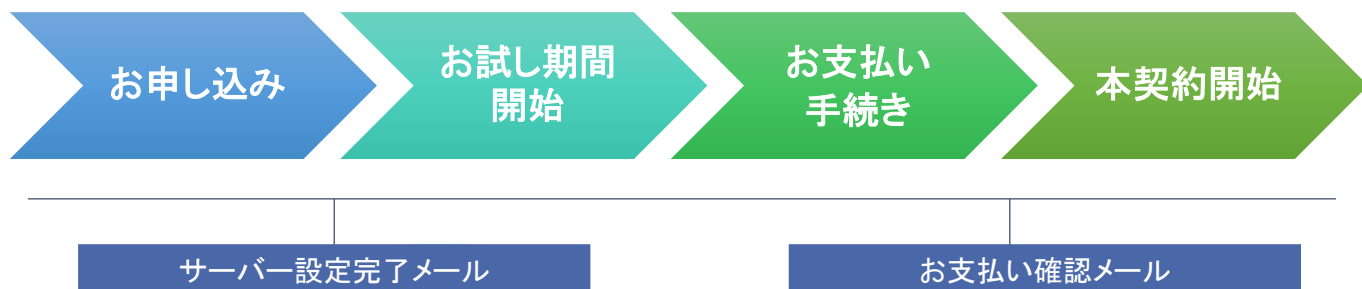 お申し込み
お試し期間
開始
お支払い
手続き
本契約開始
サーバー設定完了メール
お支払い確認メール